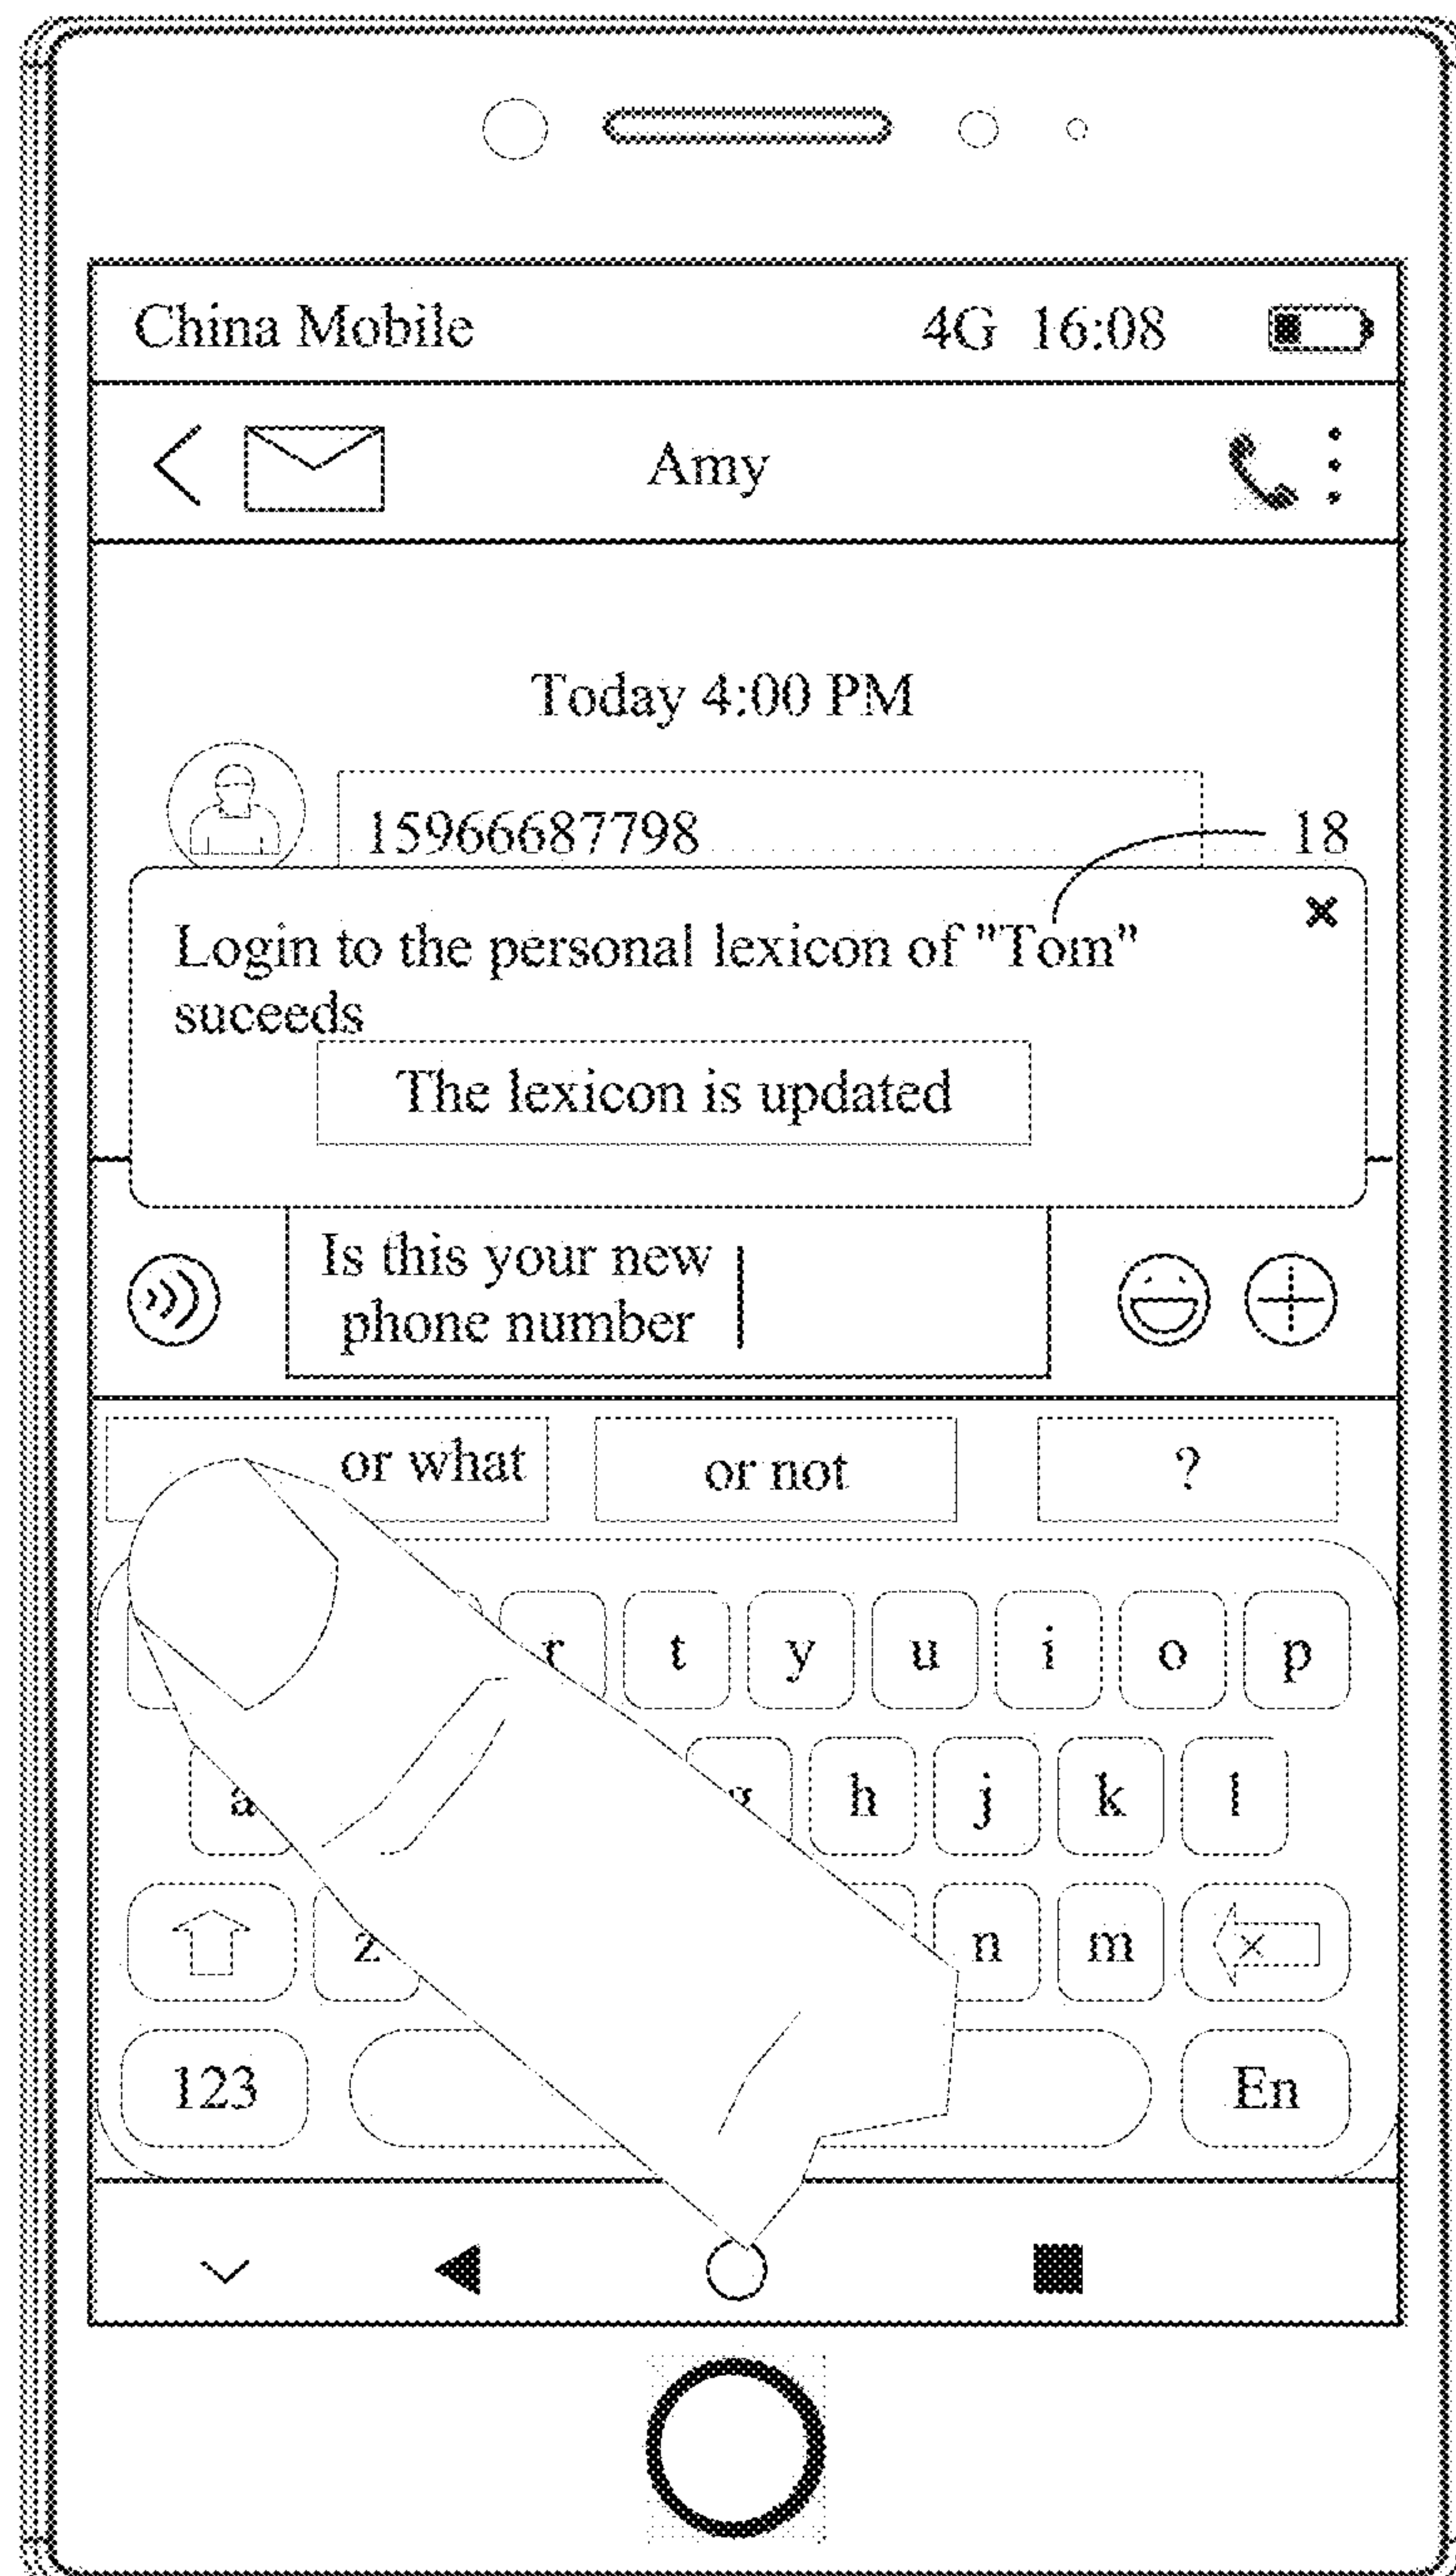 China Mobile 4G 16:08
Amy
Today 4:00 PM
15966687798 18
Login to the personal lexicon of "Tom"
suceeds
The lexicon is updated
Is this your new
phone number
or what or not ?
r t y u i o p
a g h j k l
z n m
123 En